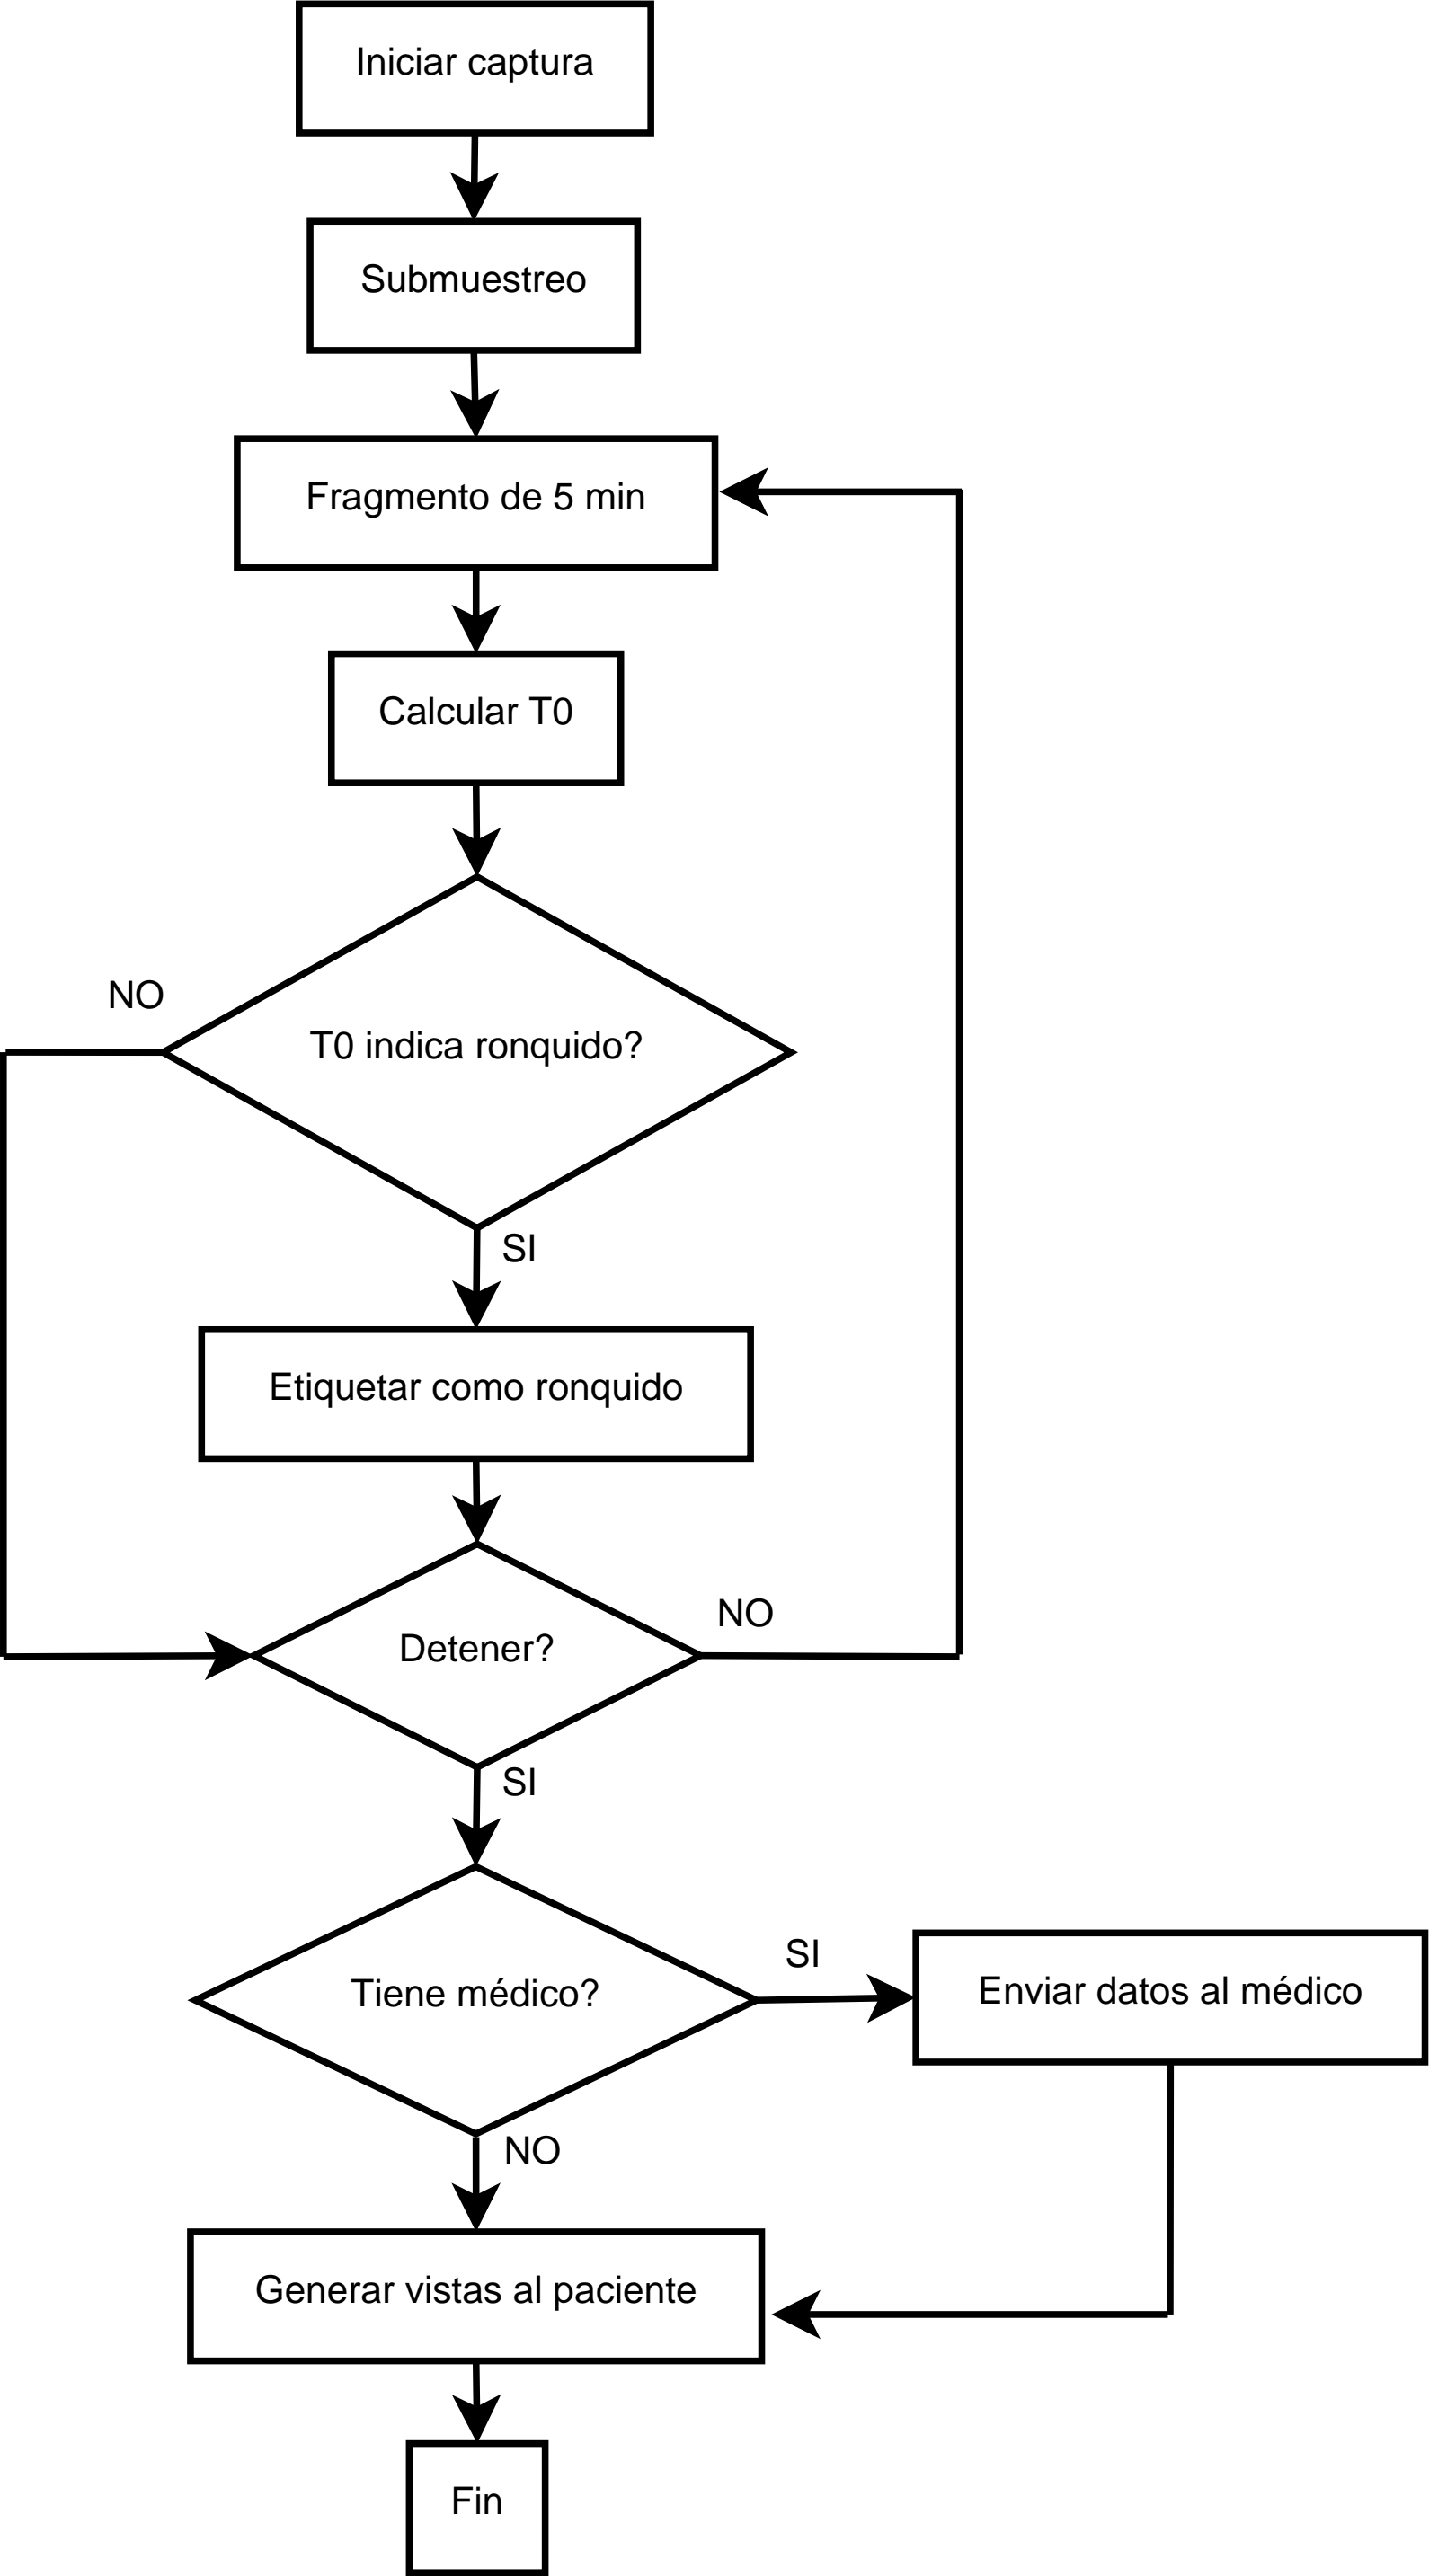 Iniciar captura
Submuestreo
Fragmento de 5 min
Calcular T0
NO
T0 indica ronquido?
SI
Etiquetar como ronquido
NO
Detener?
SI
SI
Tiene médico?
Enviar datos al médico
NO
Generar vistas al paciente
Fin